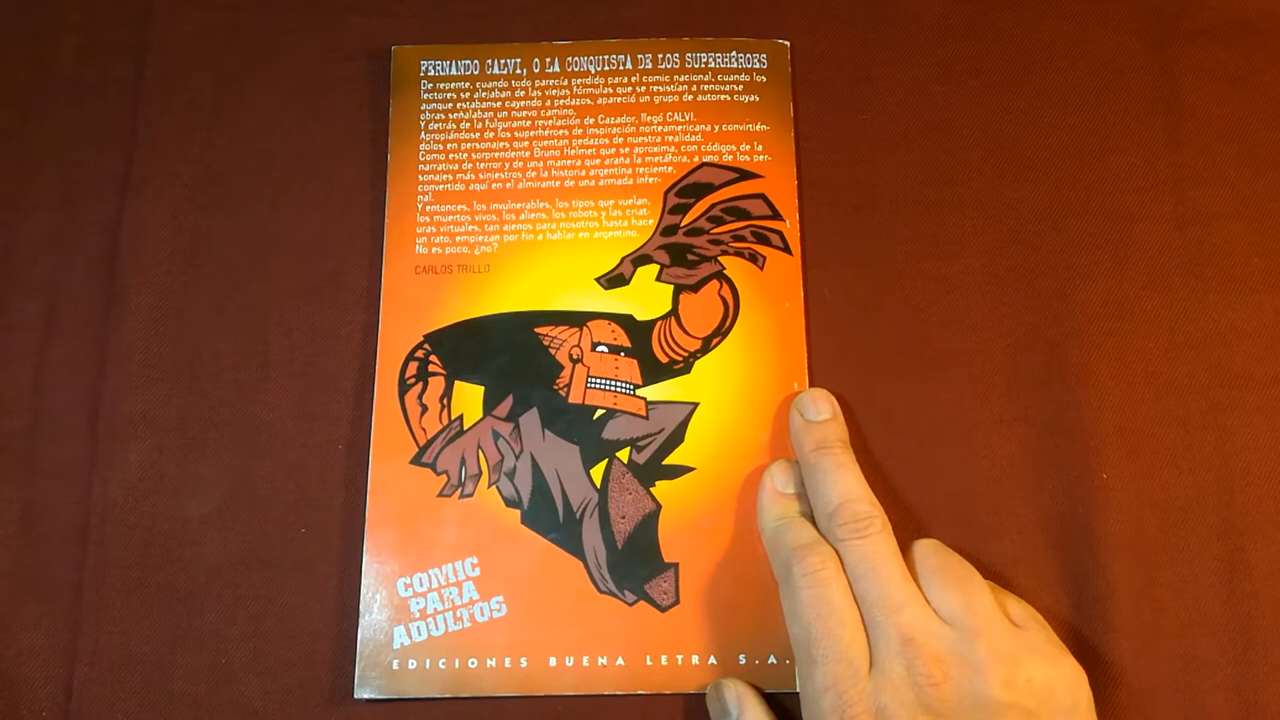 FERNANDO CALVI, O LA CONQUISTA DE LOS SUPERHÉROES
De repente, cuando todo parecía perdido para el comic nacional, cuando los
lectores se alejaban de las viejas fórmulas que se resistían a renovarse
aunque estabanse cayendo a pedazos, apareció un grupo de autores cuyas
obras señalaban un nuevo camino.
Y detrás de la fulgurante revelación de Cazador, llegó CALVI.
Apropiándose de los superhéroes de inspiración norteamericana y convirtién-
dolos en personajes que cuentan pedazos de nuestra realidad.
Como este sorprendente Bruno Helmet que se aproxima, con códigos de la
narrativa de terror y de una manera que araña la metáfora, a uno de los per-
sonajes más siniestros de la historia argentina reciente,
convertido aquí en el almirante de una armada infer-
nal.
Y entonces, los invulnerables, los tipos que vuelan,
los muertos vivos, los aliens, los robots y las criat-
uras virtuales, tan ajenos para nosotros hasta hace
un rato, empiezan por fin a hablar en argentino.
No es poco, ¿no?
CARLOS TRILLO
COMIC
PARA
ADULTOS
EDICIONES BUENA LETRA S.A.